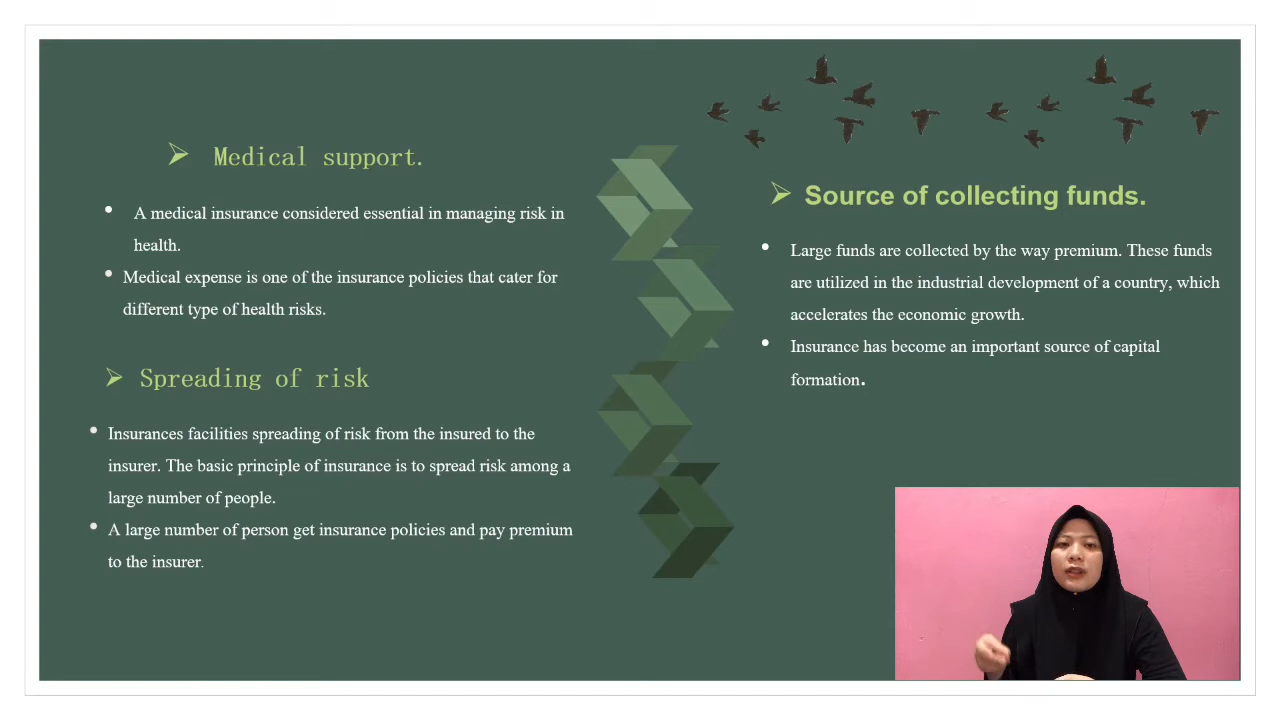 Medical support.
A medical insurance considered essential in managing risk in
health.
Medical expense is one of the insurance policies that cater for
different type of health risks.
Spreading of risk
Insurances facilities spreading of risk from the insured to the
insurer. The basic principle of insurance is to spread risk among a
large number of people.
A large number of person get insurance policies and pay premium
to the insurer.
Source of collecting funds.
Large funds are collected by the way premium. These funds
are utilized in the industrial development of a country, which
accelerates the economic growth.
Insurance has become an important source of capital
formation.